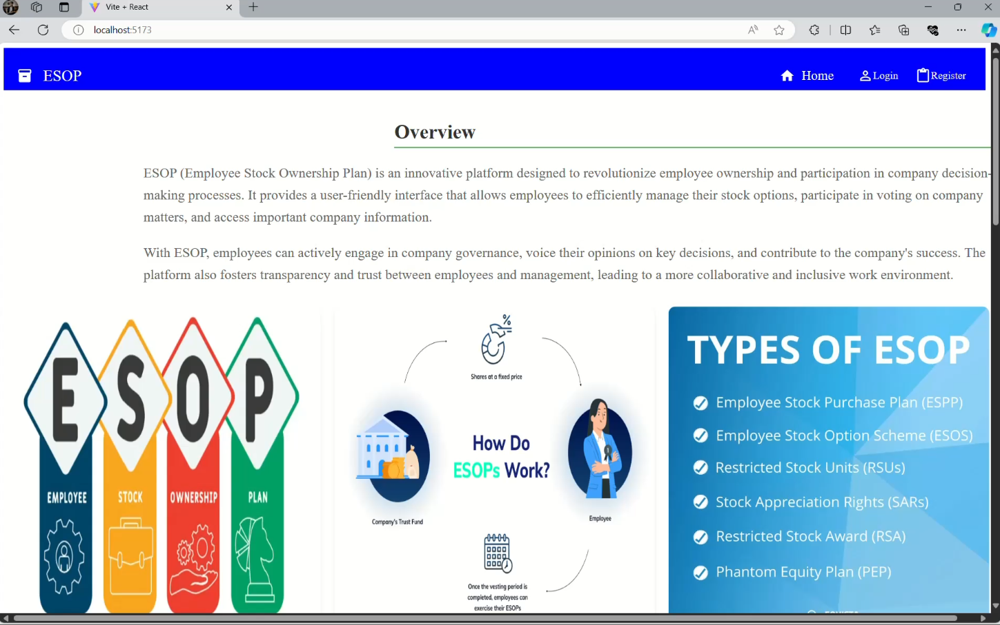 Vite + React
localhost:5173
ESOP
Home
Login
Register
Overview
ESOP (Employee Stock Ownership Plan) is an innovative platform designed to revolutionize employee ownership and participation in company decision-
making processes. It provides a user-friendly interface that allows employees to efficiently manage their stock options, participate in voting on company
matters, and access important company information.
With ESOP, employees can actively engage in company governance, voice their opinions on key decisions, and contribute to the company's success. The
platform also fosters transparency and trust between employees and management, leading to a more collaborative and inclusive work environment.
E S O P
EMPLOYEE STOCK OWNERSHIP PLAN
%
Shares at a fixed price
How Do
ESOPs Work?
Company's Trust Fund
Employee
Once the vesting period is
completed, employees can
exercise their ESOPs
TYPES OF ESOP
Employee Stock Purchase Plan (ESPP)
Employee Stock Option Scheme (ESOS)
Restricted Stock Units (RSUs)
Stock Appreciation Rights (SARs)
Restricted Stock Award (RSA)
Phantom Equity Plan (PEP)